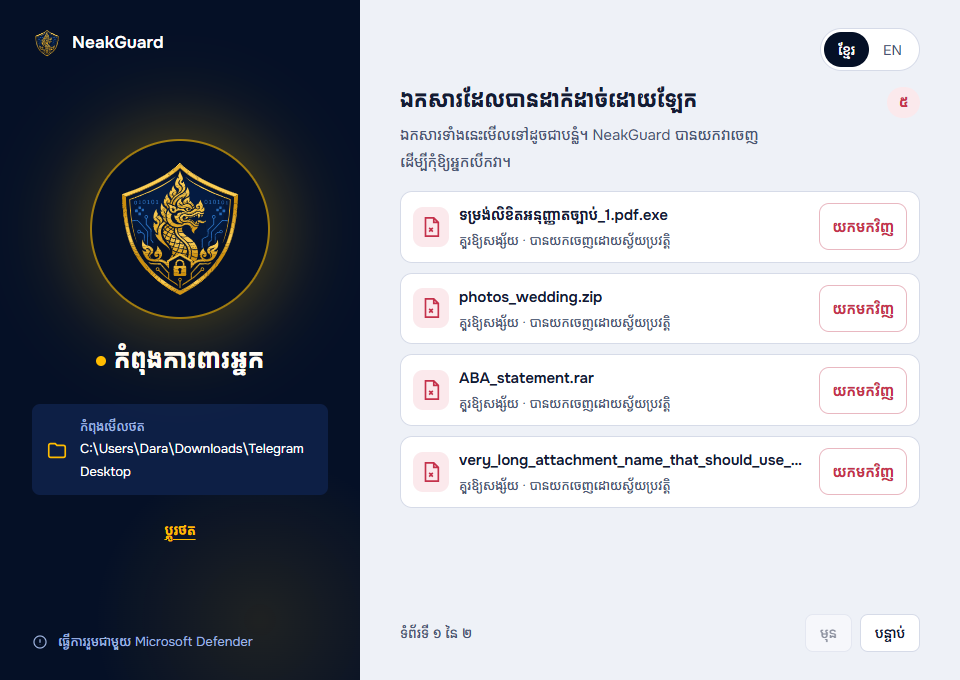 NeakGuard
010101
010101
កំពុងការពារអ្នក
កំពុងមើលថត
C:\Users\Dara\Downloads\Telegram
Desktop
ប្តូរថត
ធ្វើការរួមជាមួយ Microsoft Defender
ខ្មែរ
EN
ឯកសារដែលបានដាក់ដាច់ដោយឡែក
៥
ឯកសារទាំងនេះមើលទៅដូចជាបន្លំ។ NeakGuard បានយកវាចេញ
ដើម្បីកុំឱ្យអ្នកបើកវា។
ទម្រង់លិខិតអនុញ្ញាតច្បាប់_1.pdf.exe
គួរឱ្យសង្ស័យ · បានយកចេញដោយស្វ័យប្រវត្តិ
យកមកវិញ
photos_wedding.zip
គួរឱ្យសង្ស័យ · បានយកចេញដោយស្វ័យប្រវត្តិ
យកមកវិញ
ABA_statement.rar
គួរឱ្យសង្ស័យ · បានយកចេញដោយស្វ័យប្រវត្តិ
យកមកវិញ
very_long_attachment_name_that_should_use_...
គួរឱ្យសង្ស័យ · បានយកចេញដោយស្វ័យប្រវត្តិ
យកមកវិញ
ទំព័រទី ១ នៃ ២
មុន
បន្ទាប់